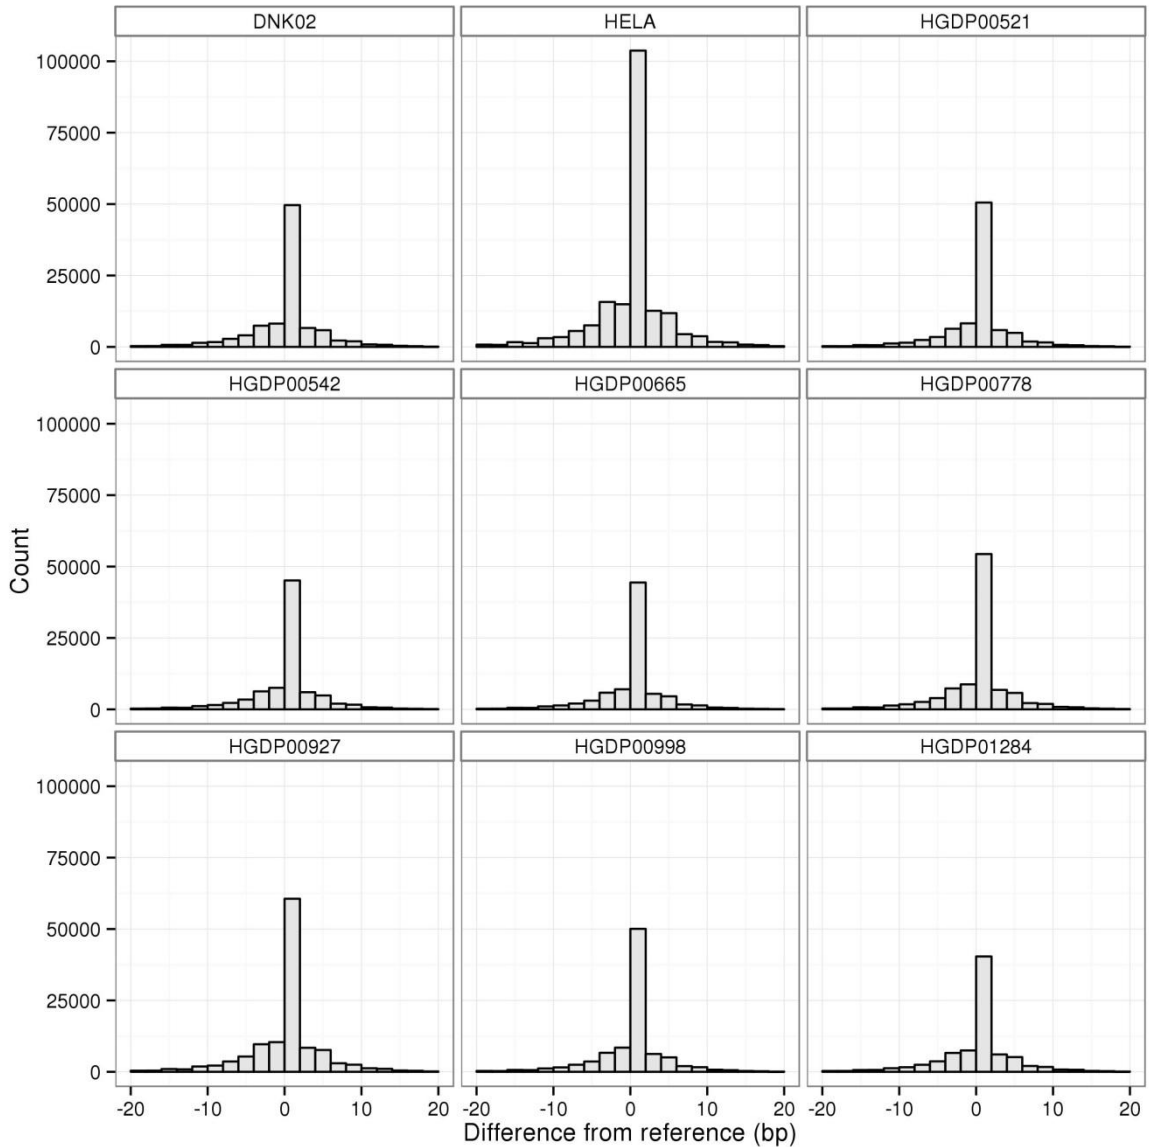 DNK02 HELA HGDP00521
100000
75000
50000
25000
0
HGDP00542 HGDP00665 HGDP00778
100000
75000
50000
25000
0
HGDP00927 HGDP00998 HGDP01284
100000
75000
50000
25000
0
Count
-20 -10 0 10 20 -20 -10 0 10 20 -20 -10 0 10 20
Difference from reference (bp)